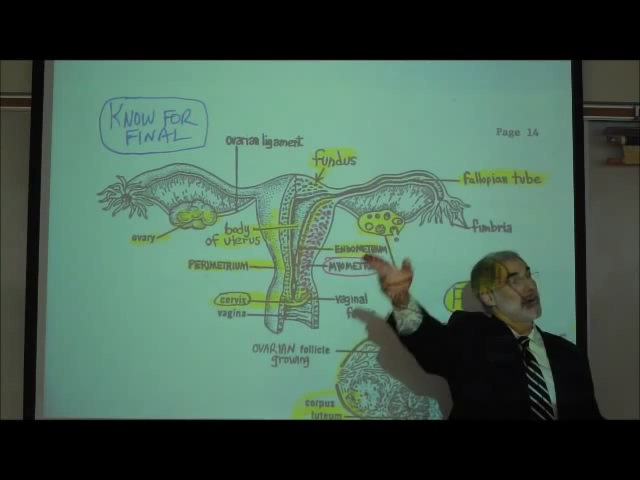 KNOW FOR
FINAL
Page 14
ovarian ligament
fundus
fallopian tube
ovary
body
of uterus
fimbria
ENDOMETRIUM
PERIMETRIUM
cervix
vagina
vaginal
OVARIAN follicle
growing
corpus
luteum